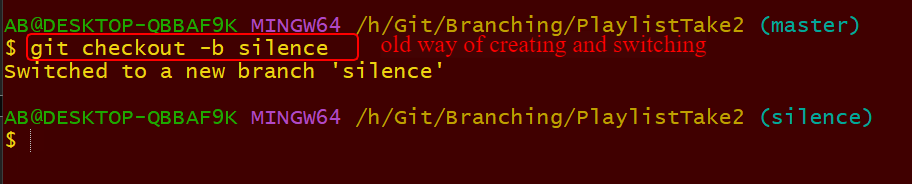 AB@DESKTOP-QBBAF9K MINGW64 /h/Git/Branching/PlaylistTake2 (master)
$ git checkout -b silence old way of creating and switching
Switched to a new branch 'silence'
AB@DESKTOP-QBBAF9K MINGW64 /h/Git/Branching/PlaylistTake2 (silence)
$